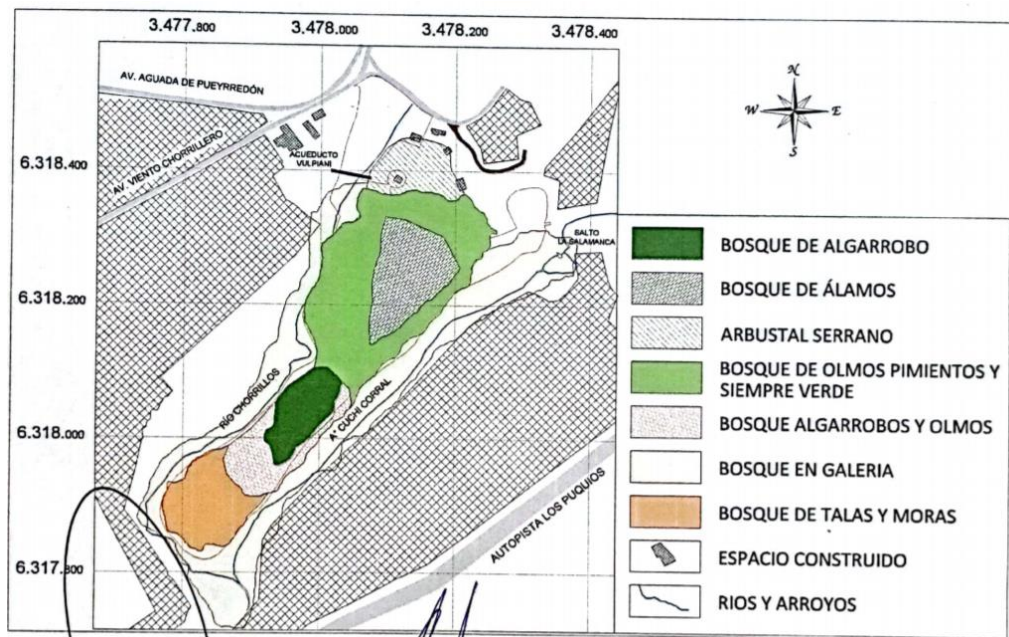 3.477.800 3.478.000 3.478.200 3.478.400
AV. AGUADA DE PUEYRREDÓN
AV. VIENTO CHORRILLERO
ACUEDUCTO
VULPIANI
6.318.400
N
W E
S
SALTO
LA SALAMANCA
6.318.200
RÍO CHORRILLOS
Aº CUCHI CORRAL
6.318.000
AUTOPISTA LOS PUQUIOS
6.317.800
BOSQUE DE ALGARROBO
BOSQUE DE ÁLAMOS
ARBUSTAL SERRANO
BOSQUE DE OLMOS PIMIENTOS Y
SIEMPRE VERDE
BOSQUE ALGARROBOS Y OLMOS
BOSQUE EN GALERIA
BOSQUE DE TALAS Y MORAS
ESPACIO CONSTRUIDO
RIOS Y ARROYOS